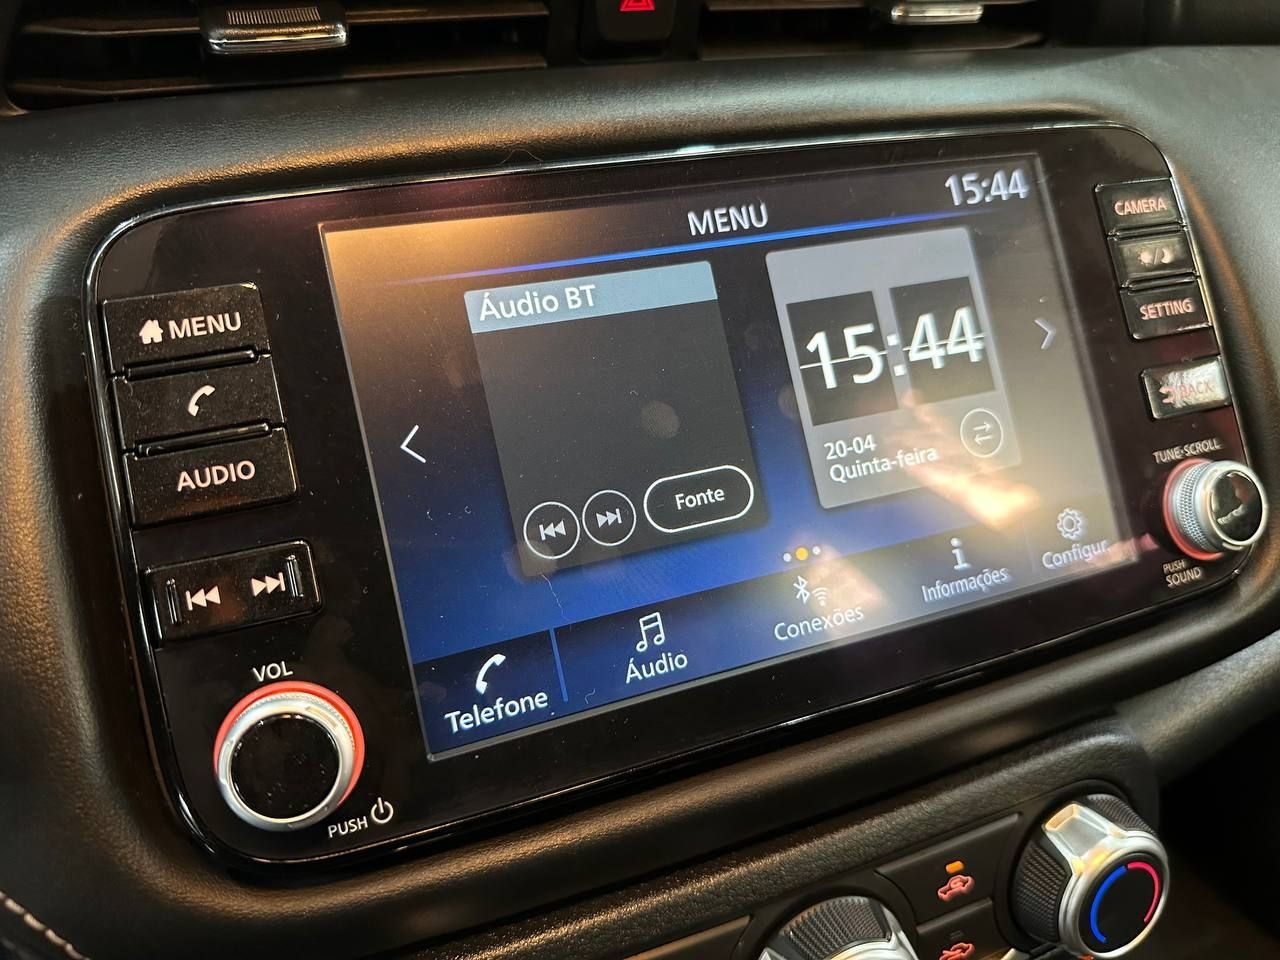 MENU
15:44
CAMERA
SETTING
BACK
MENU
AUDIO
Áudio BT
Fonte
15:44
20-04
Quinta-feira
Telefone
Áudio
Conexões
Informações
Configur.
VOL
PUSH
TUNE·SCROLL
PUSH
SOUND